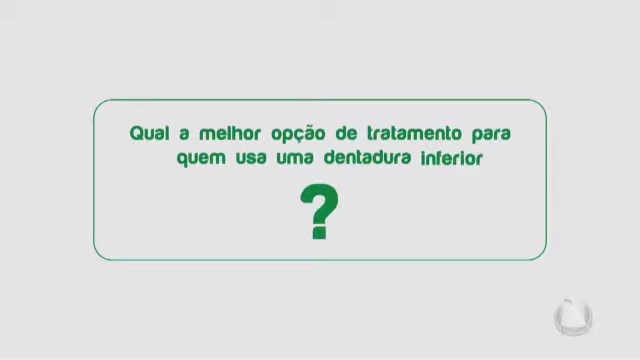 Qual a melhor opção de tratamento para
quem usa uma dentadura inferior
?